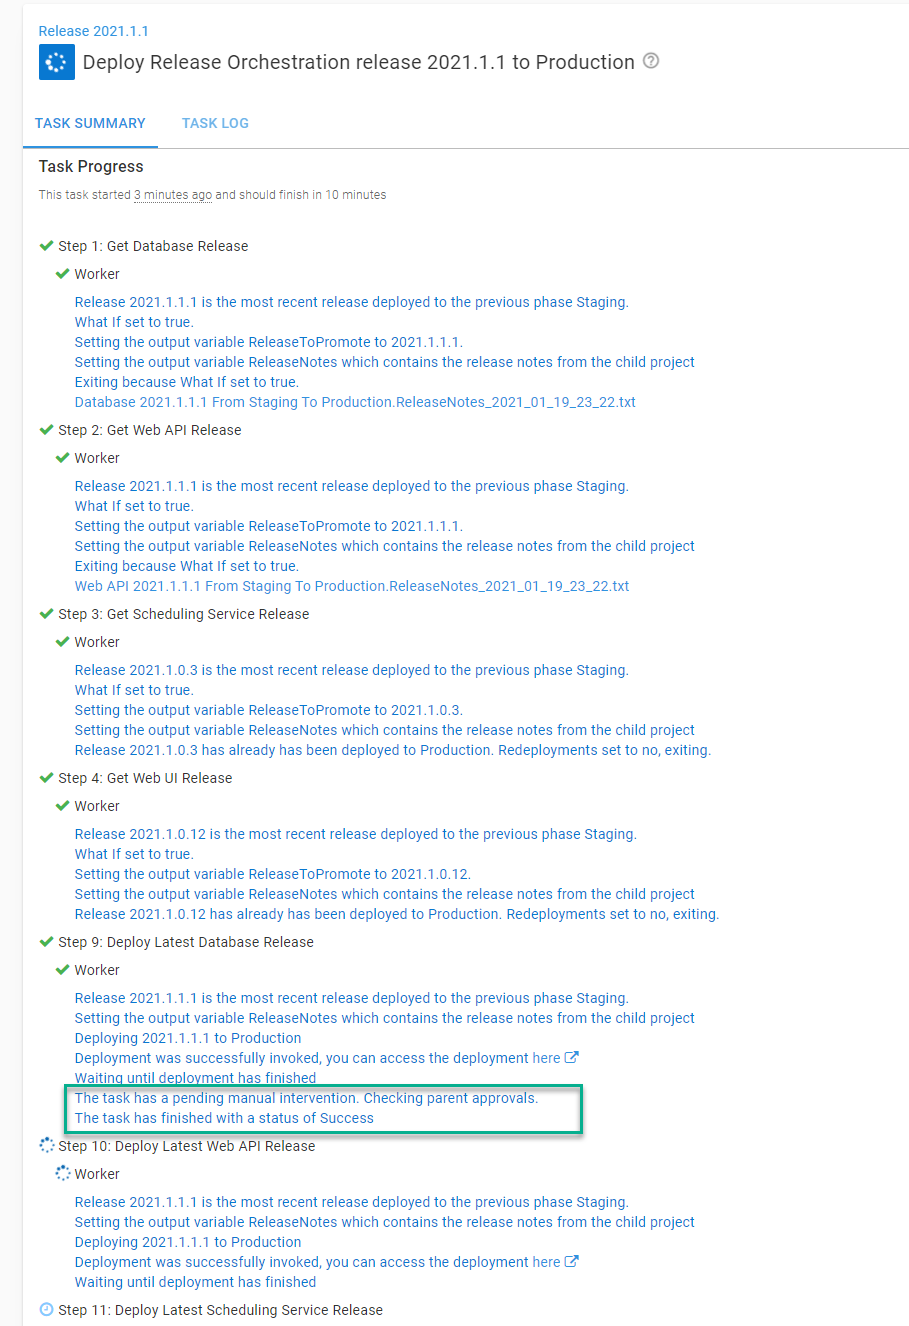 Release 2021.1.1
Deploy Release Orchestration release 2021.1.1 to Production
TASK SUMMARY
TASK LOG
Task Progress
This task started 3 minutes ago and should finish in 10 minutes
Step 1: Get Database Release
Worker
Release 2021.1.1.1 is the most recent release deployed to the previous phase Staging.
What If set to true.
Setting the output variable ReleaseToPromote to 2021.1.1.1.
Setting the output variable ReleaseNotes which contains the release notes from the child project
Exiting because What If set to true.
Database 2021.1.1.1 From Staging To Production.ReleaseNotes_2021_01_19_23_22.txt
Step 2: Get Web API Release
Worker
Release 2021.1.1.1 is the most recent release deployed to the previous phase Staging.
What If set to true.
Setting the output variable ReleaseToPromote to 2021.1.1.1.
Setting the output variable ReleaseNotes which contains the release notes from the child project
Exiting because What If set to true.
Web API 2021.1.1.1 From Staging To Production.ReleaseNotes_2021_01_19_23_22.txt
Step 3: Get Scheduling Service Release
Worker
Release 2021.1.0.3 is the most recent release deployed to the previous phase Staging.
What If set to true.
Setting the output variable ReleaseToPromote to 2021.1.0.3.
Setting the output variable ReleaseNotes which contains the release notes from the child project
Release 2021.1.0.3 has already has been deployed to Production. Redeployments set to no, exiting.
Step 4: Get Web UI Release
Worker
Release 2021.1.0.12 is the most recent release deployed to the previous phase Staging.
What If set to true.
Setting the output variable ReleaseToPromote to 2021.1.0.12.
Setting the output variable ReleaseNotes which contains the release notes from the child project
Release 2021.1.0.12 has already has been deployed to Production. Redeployments set to no, exiting.
Step 9: Deploy Latest Database Release
Worker
Release 2021.1.1.1 is the most recent release deployed to the previous phase Staging.
Setting the output variable ReleaseNotes which contains the release notes from the child project
Deploying 2021.1.1.1 to Production
Deployment was successfully invoked, you can access the deployment here
Waiting until deployment has finished
The task has a pending manual intervention. Checking parent approvals.
The task has finished with a status of Success
Step 10: Deploy Latest Web API Release
Worker
Release 2021.1.1.1 is the most recent release deployed to the previous phase Staging.
Setting the output variable ReleaseNotes which contains the release notes from the child project
Deploying 2021.1.1.1 to Production
Deployment was successfully invoked, you can access the deployment here
Waiting until deployment has finished
Step 11: Deploy Latest Scheduling Service Release